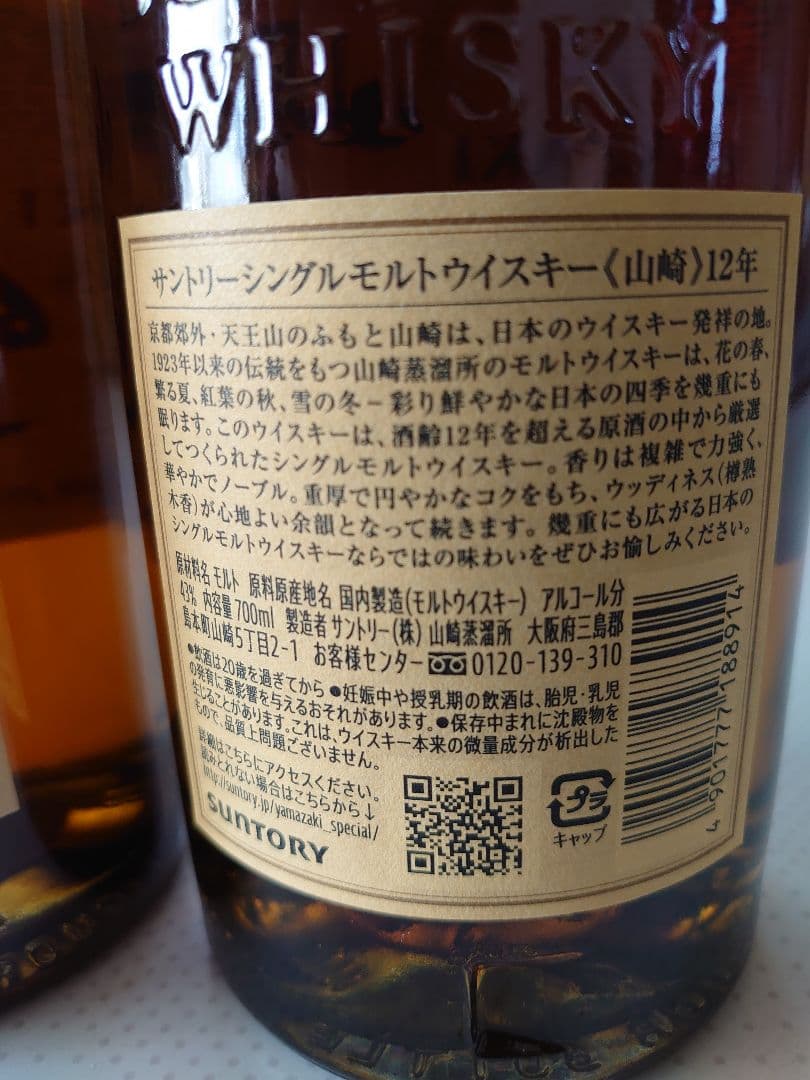 WHISKY
サントリーシングルモルトウイスキー《山崎》12年
京都郊外・天王山のふもと山崎は、日本のウイスキー発祥の地。
1923年以来の伝統をもつ山崎蒸溜所のモルトウイスキーは、花の春、
繁る夏、紅葉の秋、雪の冬－彩り鮮やかな日本の四季を幾重にも
眠ります。このウイスキーは、酒齢12年を超える原酒の中から厳選
してつくられたシングルモルトウイスキー。香りは複雑で力強く、
華やかでノーブル。重厚で円やかなコクをもち、ウッディネス（樽熟
木香）が心地よい余韻となって続きます。幾重にも広がる日本の
シングルモルトウイスキーならではの味わいをぜひお愉しみください。
原材料名 モルト 原料原産地名 国内製造(モルトウイスキー) アルコール分
43% 内容量 700ml 製造者 サントリー(株) 山崎蒸溜所 大阪府三島郡
島本町山崎5丁目2-1 お客様センター 0120-139-310
●飲酒は20歳を過ぎてから ●妊娠中や授乳期の飲酒は、胎児・乳児
の発育に悪影響を与えるおそれがあります。●保存中まれに沈殿物を
生じることがあります。これは、ウイスキー本来の微量成分が析出した
もので、品質上問題ございません。
詳細はこちらにアクセスください。
読みとれない場合はこちらから↓
http://suntory.jp/yamazaki_special/
SUNTORY
プラ
キャップ
4 901777 188914